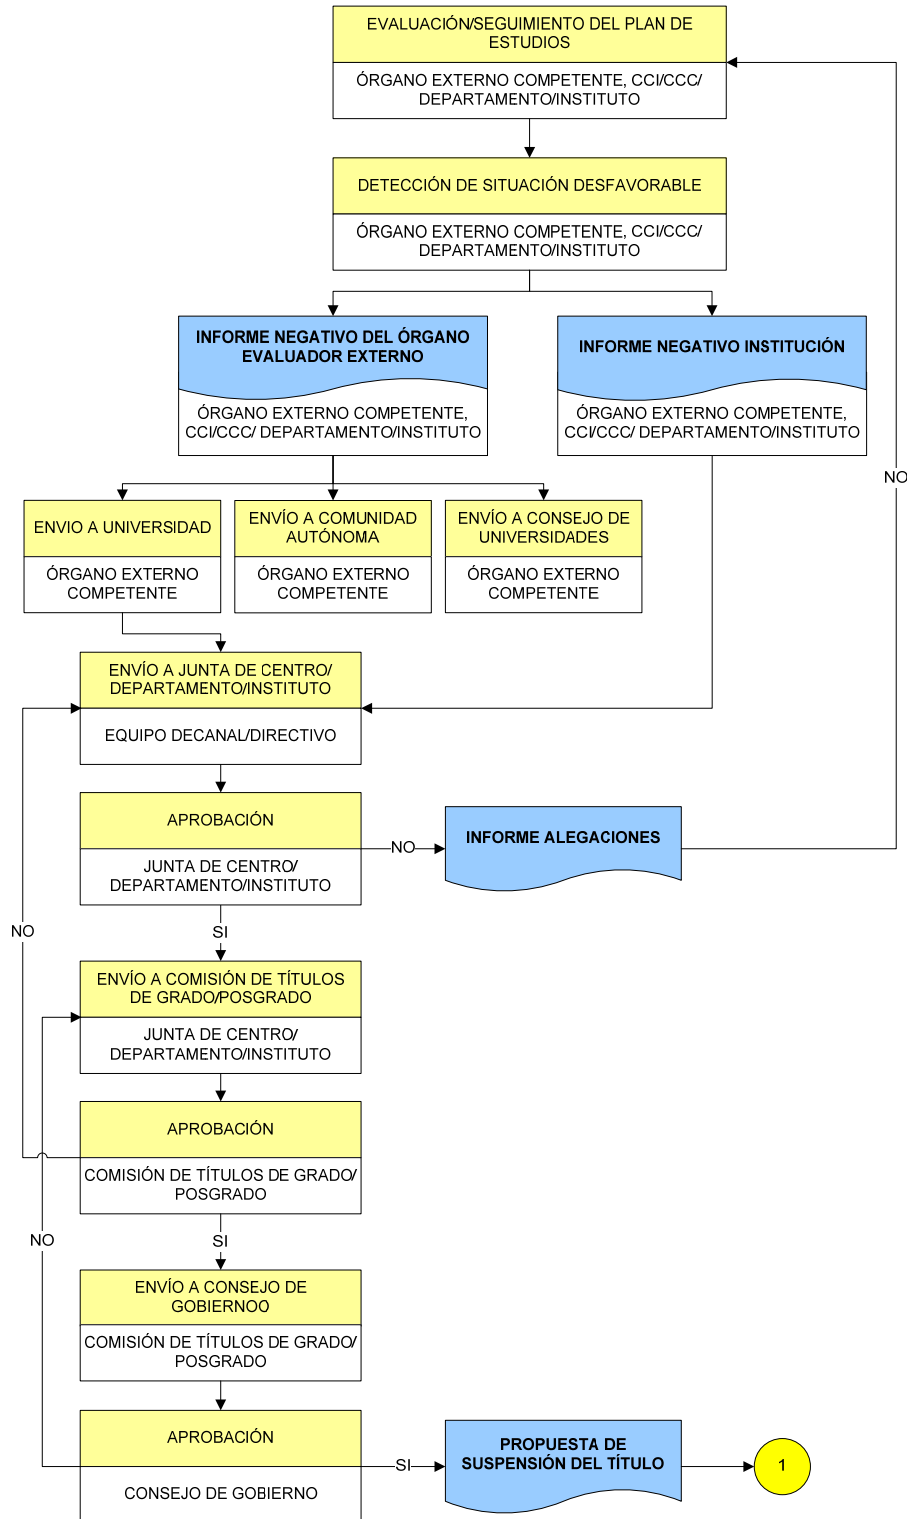 EVALUACIÓN/SEGUIMIENTO DEL PLAN DE
ESTUDIOS
ÓRGANO EXTERNO COMPETENTE, CCI/CCC/
DEPARTAMENTO/INSTITUTO
DETECCIÓN DE SITUACIÓN DESFAVORABLE
ÓRGANO EXTERNO COMPETENTE, CCI/CCC/
DEPARTAMENTO/INSTITUTO
INFORME NEGATIVO DEL ÓRGANO
EVALUADOR EXTERNO
ÓRGANO EXTERNO COMPETENTE,
CCI/CCC/ DEPARTAMENTO/INSTITUTO
INFORME NEGATIVO INSTITUCIÓN
ÓRGANO EXTERNO COMPETENTE,
CCI/CCC/ DEPARTAMENTO/INSTITUTO
NO
ENVIO A UNIVERSIDAD
ÓRGANO EXTERNO
COMPETENTE
ENVÍO A COMUNIDAD
AUTÓNOMA
ÓRGANO EXTERNO
COMPETENTE
ENVÍO A CONSEJO DE
UNIVERSIDADES
ÓRGANO EXTERNO
COMPETENTE
ENVÍO A JUNTA DE CENTRO/
DEPARTAMENTO/INSTITUTO
EQUIPO DECANAL/DIRECTIVO
APROBACIÓN
JUNTA DE CENTRO/
DEPARTAMENTO/INSTITUTO
NO
INFORME ALEGACIONES
NO
SI
ENVÍO A COMISIÓN DE TÍTULOS
DE GRADO/POSGRADO
JUNTA DE CENTRO/
DEPARTAMENTO/INSTITUTO
APROBACIÓN
COMISIÓN DE TÍTULOS DE GRADO/
POSGRADO
NO
SI
ENVÍO A CONSEJO DE
GOBIERNO0
COMISIÓN DE TÍTULOS DE GRADO/
POSGRADO
APROBACIÓN
CONSEJO DE GOBIERNO
SI
PROPUESTA DE
SUSPENSIÓN DEL TÍTULO
1